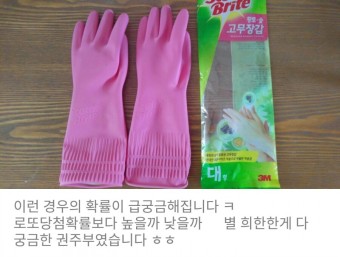 Brite
고무장갑
대
3M
이런 경우의 확률이 급궁금해집니다 ㅋ
로또당첨확률보다 높을까 낮을까 별 희한한게 다
궁금한 권주부였습니다 ㅎㅎ